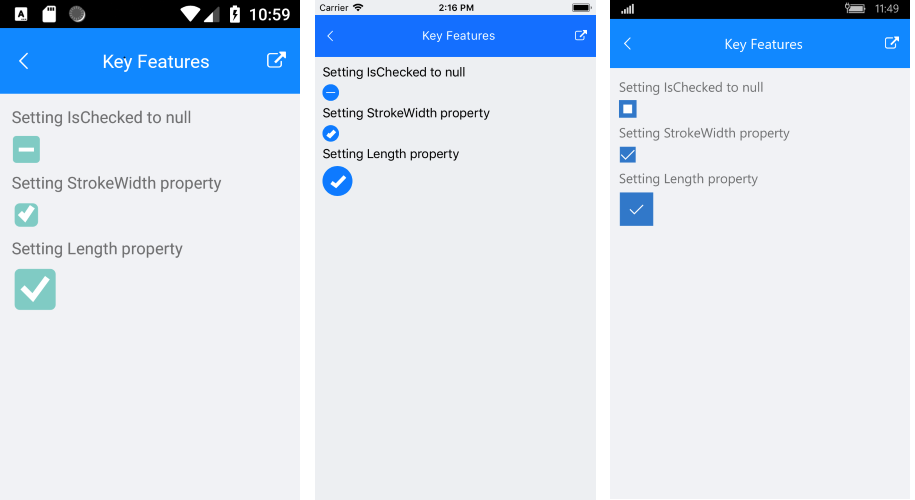 10:59
Key Features
Setting IsChecked to null
Setting StrokeWidth property
Setting Length property
Carrier 2:16 PM
Key Features
Setting IsChecked to null
Setting StrokeWidth property
Setting Length property
11:49
Key Features
Setting IsChecked to null
Setting StrokeWidth property
Setting Length property